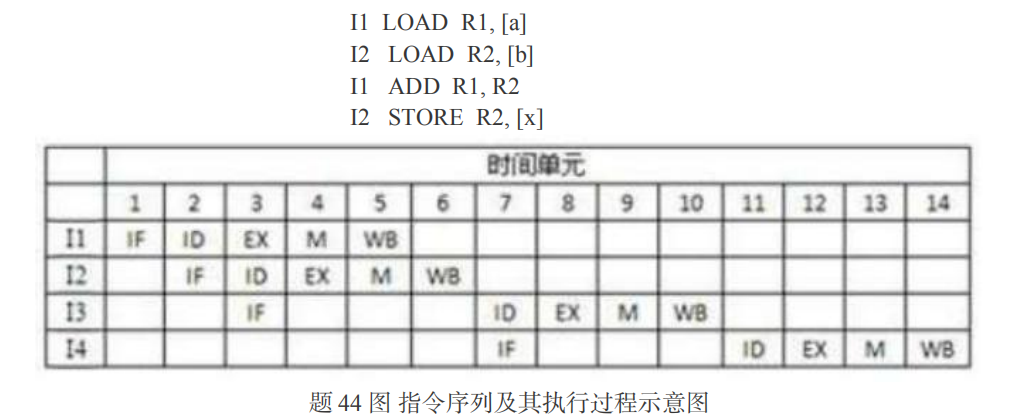 I1 LOAD R1, [a]
I2 LOAD R2, [b]
I1 ADD R1, R2
I2 STORE R2, [x]
时间单元
1 2 3 4 5 6 7 8 9 10 11 12 13 14
I1 IF ID EX M WB
I2 IF ID EX M WB
I3 IF ID EX M WB
I4 IF ID EX M WB
题 44 图 指令序列及其执行过程示意图